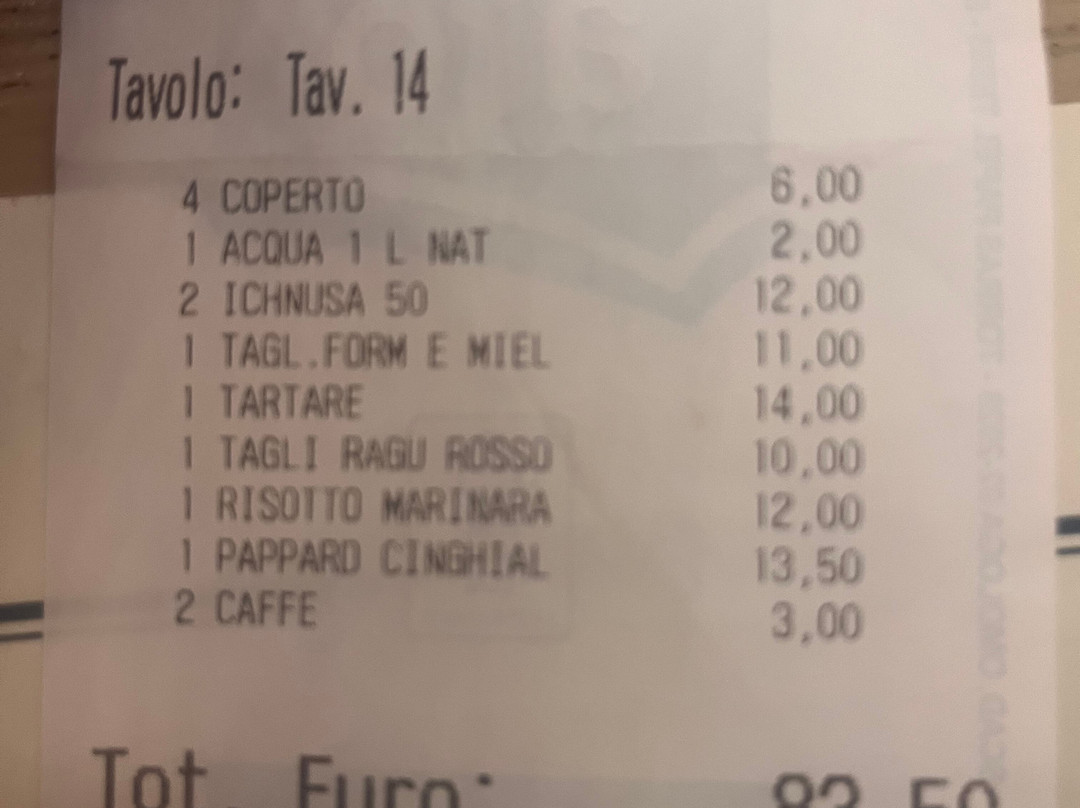 Tavolo: Tav. 14
4 COPERTO 6,00
1 ACQUA 1 L NAT 2,00
2 ICHNUSA 50 12,00
1 TAGL.FORM E MIEL 11,00
1 TARTARE 14,00
1 TAGLI RAGU ROSSO 10,00
1 RISOTTO MARINARA 12,00
1 PAPPARD CINGHIAL 13,50
2 CAFFE 3,00
Tot. Euro: 83,50